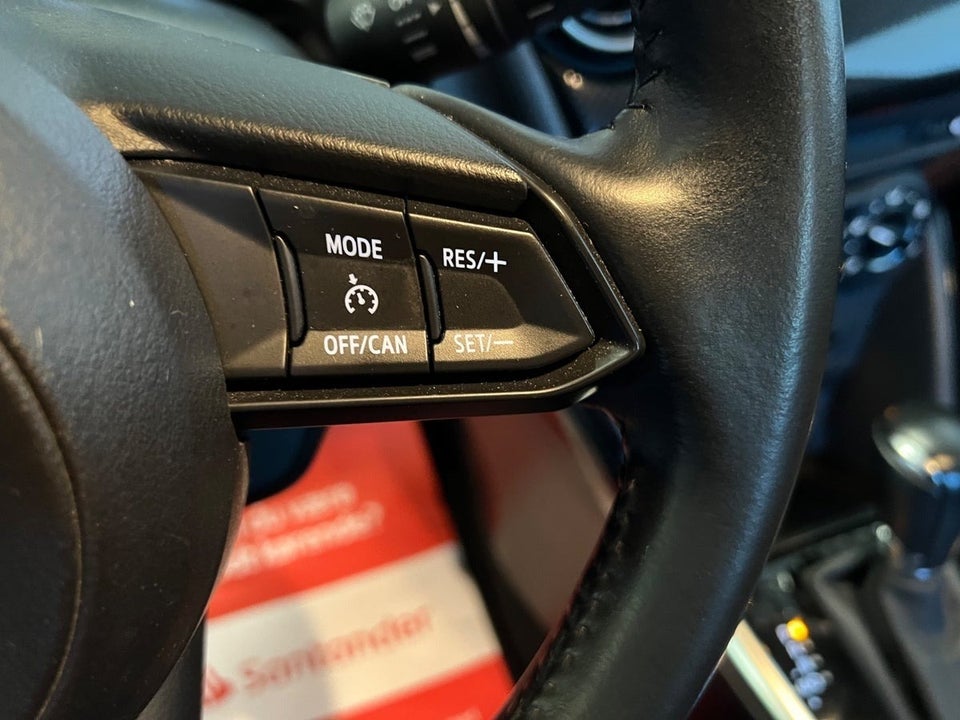 MODE
RES/+
OFF/CAN
SET/−
Santander